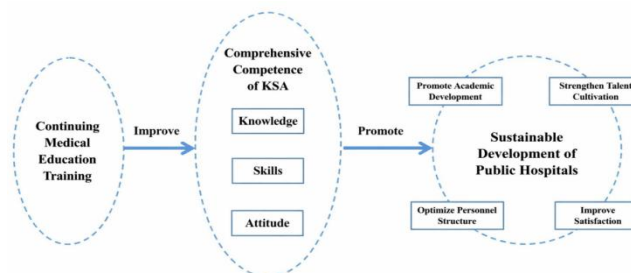 Continuing
Medical
Education
Training
Improve
Comprehensive
Competence
of KSA
Knowledge
Skills
Attitude
Promote
Promote Academic
Development
Strengthen Talent
Cultivation
Sustainable
Development of
Public Hospitals
Optimize Personnel
Structure
Improve
Satisfaction